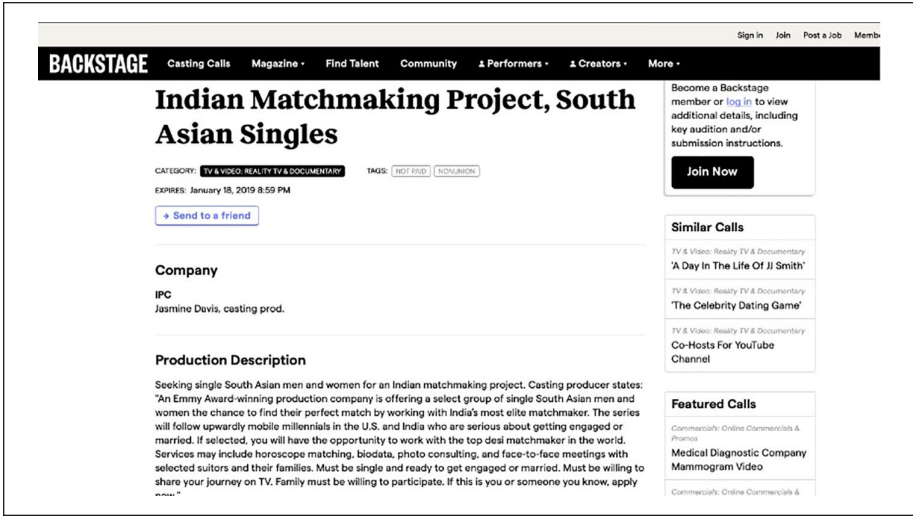 Sign in Join Post a Job
BACKSTAGE Casting Calls Magazine Find Talent Community Performers Creators More
Indian Matchmaking Project, South
Asian Singles
CATEGORY: TV & VIDEO: REALITY TV & DOCUMENTARY TAGS: NOT PAID NONUNION
EXPIRES: January 18, 2019 8:59 PM
→ Send to a friend
Company
IPC
Jasmine Davis, casting prod.
Production Description
Seeking single South Asian men and women for an Indian matchmaking project. Casting producer states:
"An Emmy Award-winning production company is offering a select group of single South Asian men and
women the chance to find their perfect match by working with India's most elite matchmaker. The series
will follow upwardly mobile millennials in the U.S. and India who are serious about getting engaged or
married. If selected, you will have the opportunity to work with the top desi matchmaker in the world.
Services may include horoscope matching, biodata, photo consulting, and face-to-face meetings with
selected suitors and their families. Must be single and ready to get engaged or married. Must be willing to
share your journey on TV. Family must be willing to participate. If this is you or someone you know, apply
now."
Become a Backstage
member or log in to view
additional details, including
key audition and/or
submission instructions.
Join Now
Similar Calls
TV & Video: Reality TV & Documentary
'A Day In The Life Of JJ Smith'
TV & Video: Reality TV & Documentary
'The Celebrity Dating Game'
TV & Video: Reality TV & Documentary
Co-Hosts For YouTube
Channel
Featured Calls
Commercials: Online Commercials &
Promos
Medical Diagnostic Company
Mammogram Video
Commercials: Online Commercials &